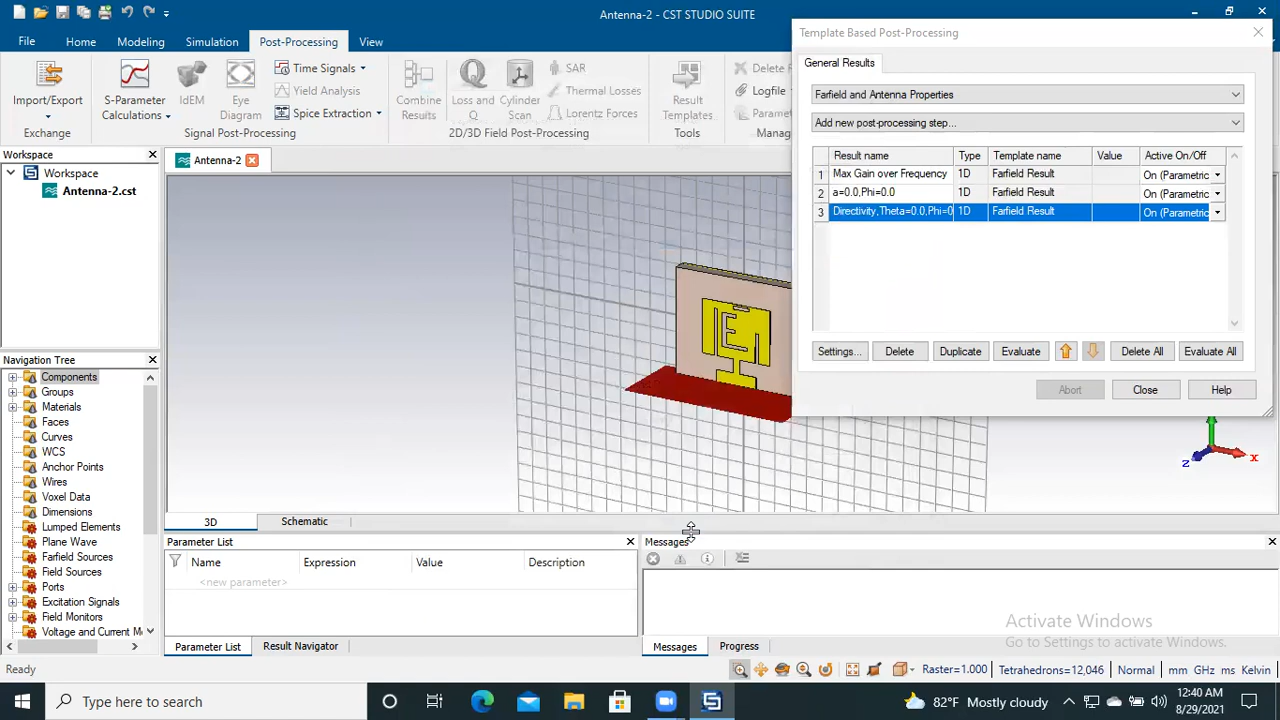 Antenna-2 - CST STUDIO SUITE
File Home Modeling Simulation Post-Processing View
Import/Export
Exchange
S-Parameter Calculations
IdEM
Eye Diagram
Time Signals
Yield Analysis
Spice Extraction
Signal Post-Processing
Combine Results
Loss and Q
Cylinder Scan
SAR
Thermal Losses
Lorentz Forces
2D/3D Field Post-Processing
Result Templates
Tools
Delete R
Logfile
Paramet
Manag
Template Based Post-Processing
General Results
Farfield and Antenna Properties
Add new post-processing step...
Result name Type Template name Value Active On/Off
1 Max Gain over Frequency 1D Farfield Result On (Parametric
2 a=0.0,Phi=0.0 1D Farfield Result On (Parametric
3 Directivity,Theta=0.0,Phi=0 1D Farfield Result On (Parametric
Settings... Delete Duplicate Evaluate Delete All Evaluate All
Abort Close Help
Workspace
Workspace
Antenna-2.cst
Antenna-2
Navigation Tree
Components
Groups
Materials
Faces
Curves
WCS
Anchor Points
Wires
Voxel Data
Dimensions
Lumped Elements
Plane Wave
Farfield Sources
Field Sources
Ports
Excitation Signals
Field Monitors
Voltage and Current M
z x
3D Schematic
Parameter List
Name Expression Value Description
<new parameter>
Parameter List Result Navigator
Messages
Messages Progress
Activate Windows
Go to Settings to activate Windows.
Ready
Raster=1.000 Tetrahedrons=12,046 Normal mm GHz ns Kelvin
Type here to search
82°F Mostly cloudy
12:40 AM
8/29/2021